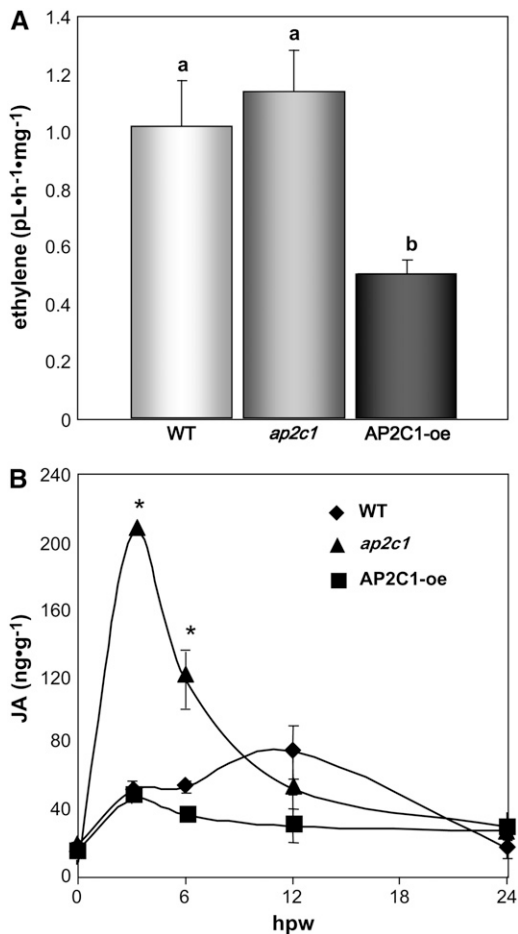 A
ethylene (pL•h⁻¹•mg⁻¹)
1.4
1.2
1.0
0.8
0.6
0.4
0.2
0
a
a
b
WT
ap2c1
AP2C1-oe
B
JA (ng•g⁻¹)
240
200
160
120
80
40
0
*
*
WT
ap2c1
AP2C1-oe
0
6
12
18
24
hpw